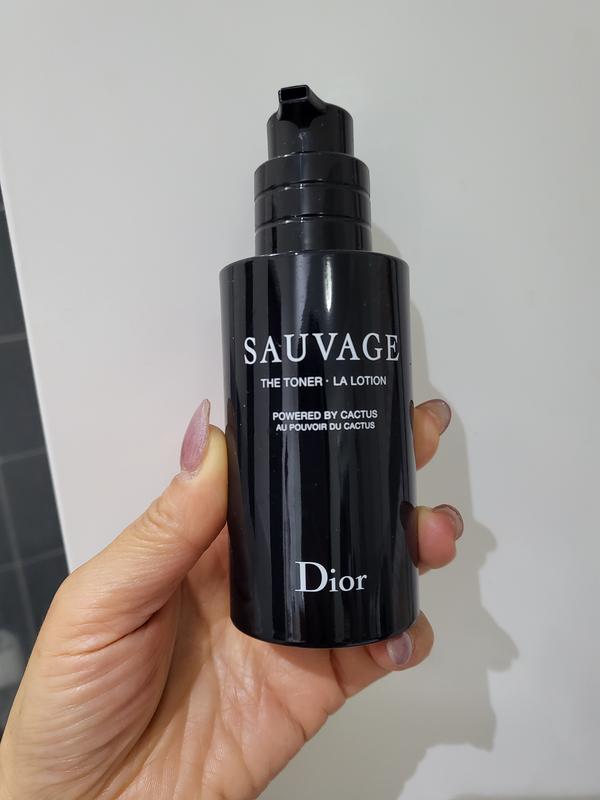 SAUVAGE
THE TONER · LA LOTION
POWERED BY CACTUS
AU POUVOIR DU CACTUS
Dior